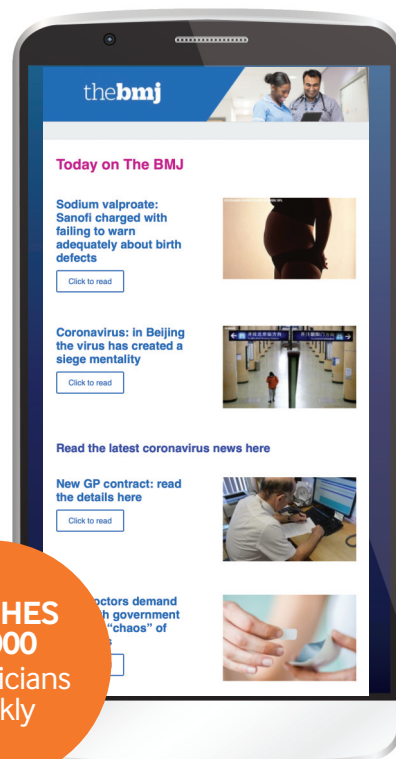 thebmj
Today on The BMJ
Sodium valproate:
Sanofi charged with
failing to warn
adequately about birth
defects
Click to read
Coronavirus: in Beijing
the virus has created a
siege mentality
Click to read
Read the latest coronavirus news here
New GP contract: read
the details here
Click to read
octors demand
h government
“chaos” of
s
HES
000
icians
kly